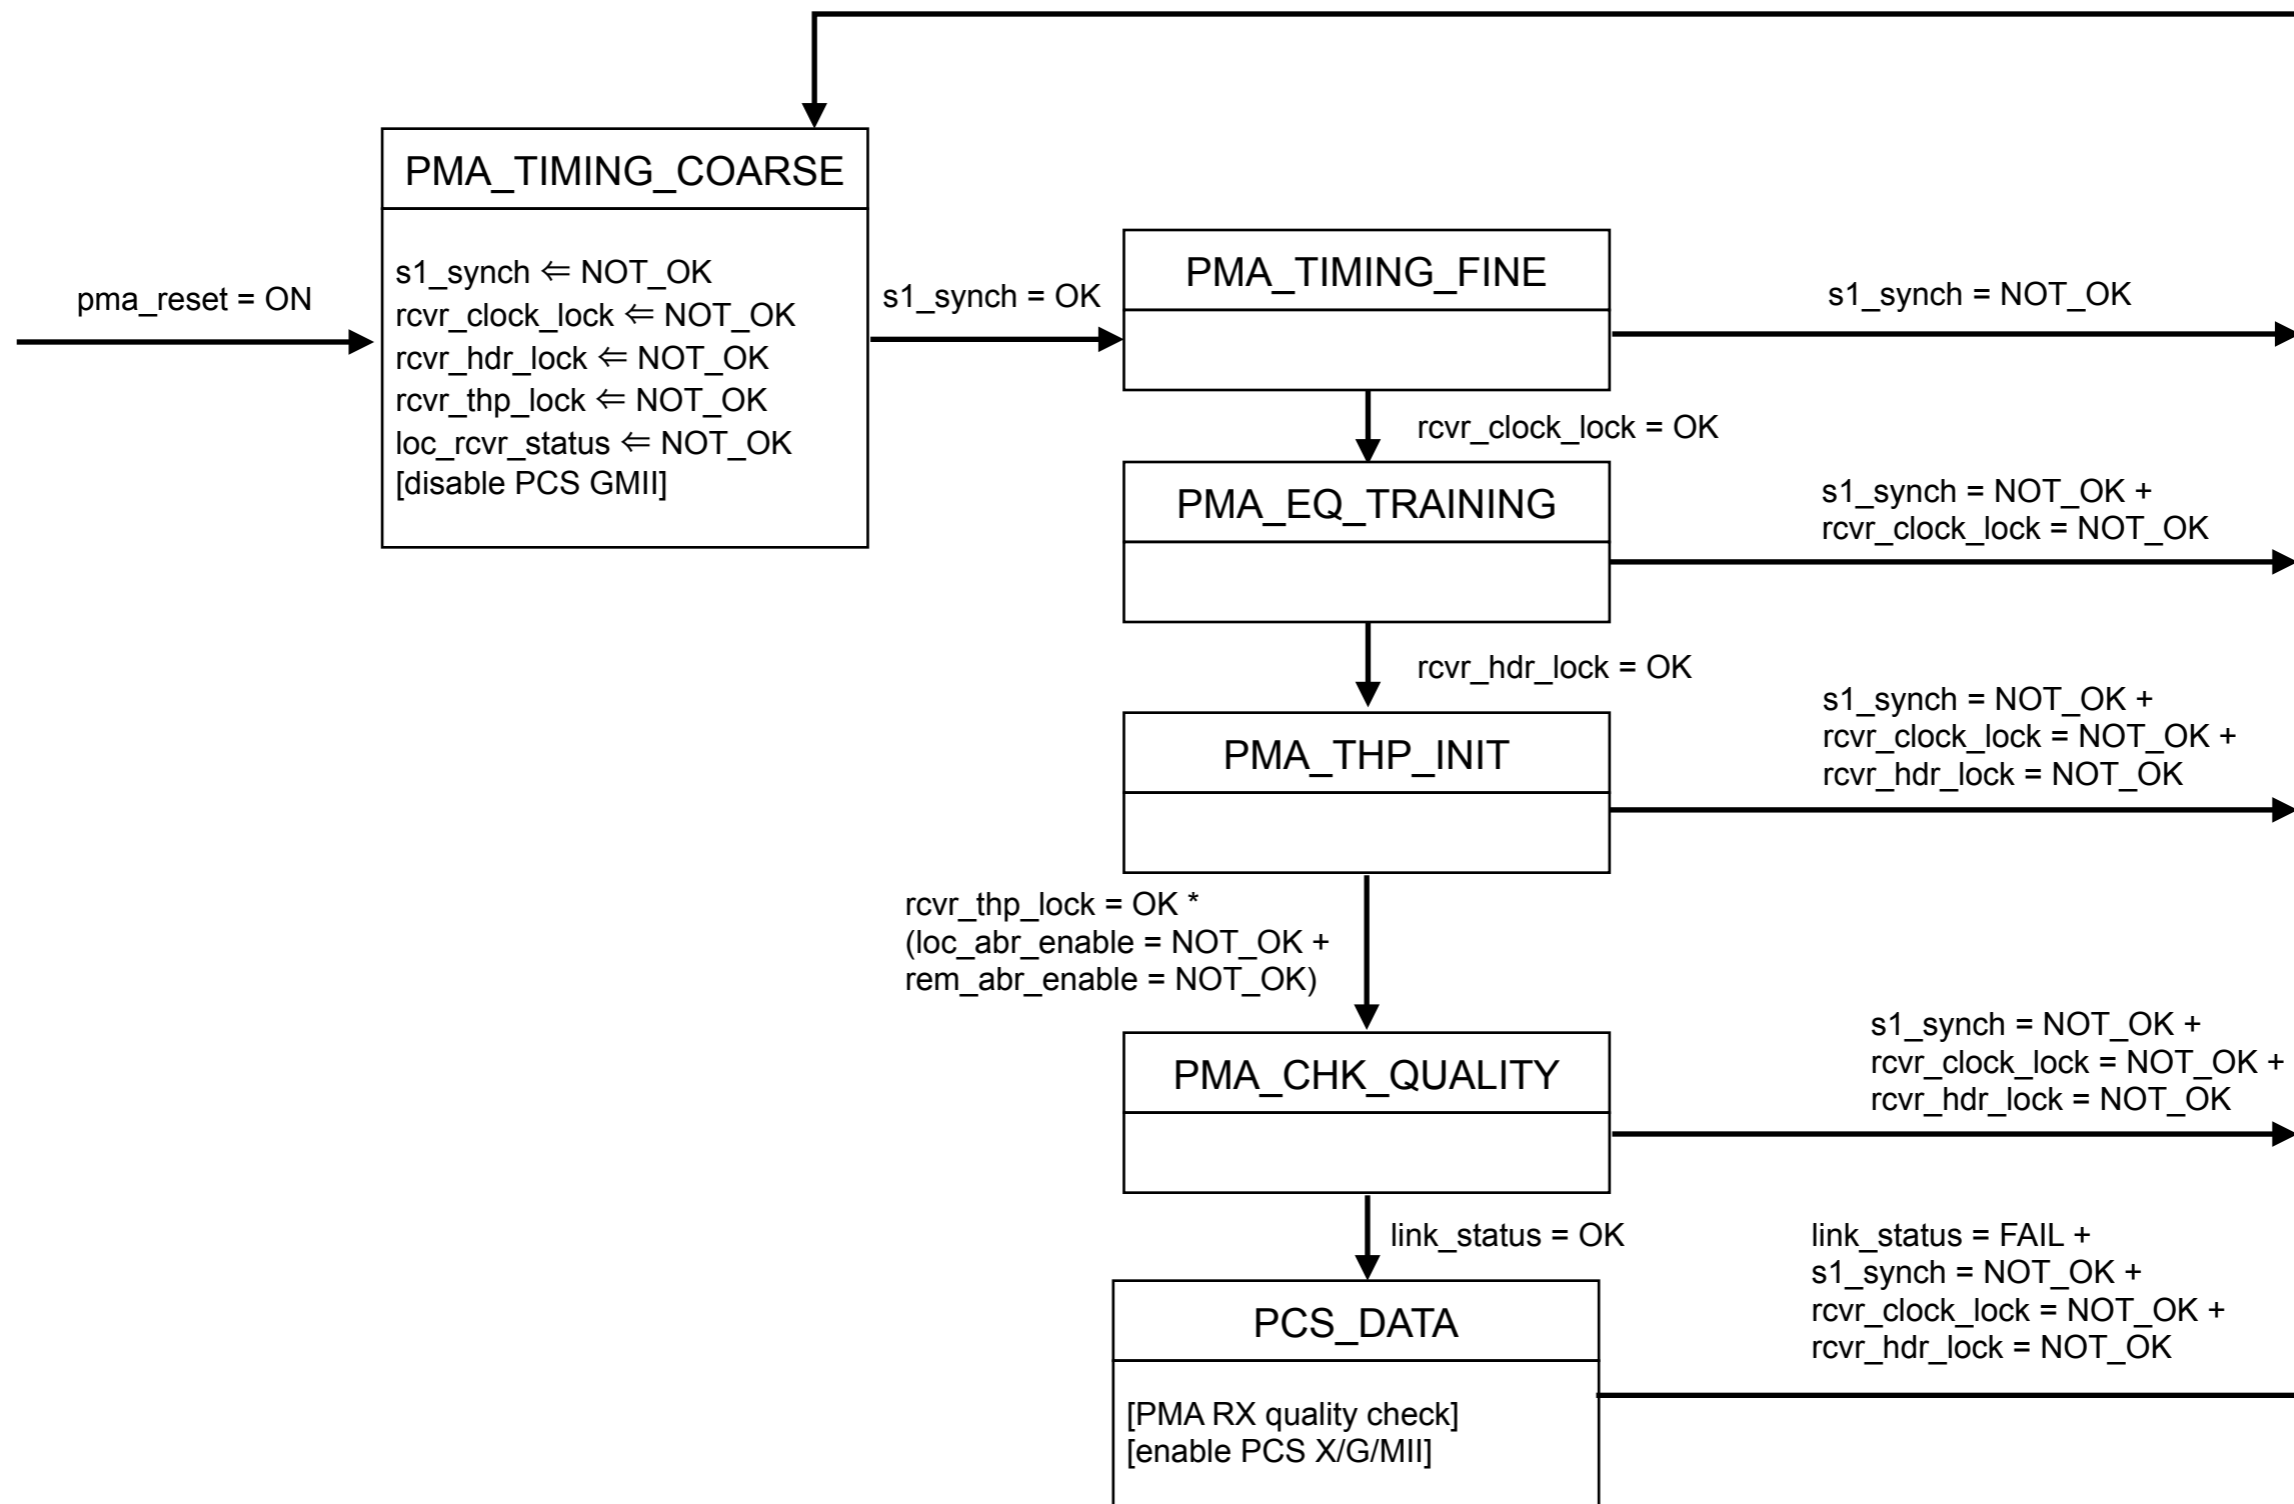 PMA_TIMING_COARSE
s1_synch ⇐ NOT_OK
rcvr_clock_lock ⇐ NOT_OK
rcvr_hdr_lock ⇐ NOT_OK
rcvr_thp_lock ⇐ NOT_OK
loc_rcvr_status ⇐ NOT_OK
[disable PCS GMII]
pma_reset = ON
s1_synch = OK
PMA_TIMING_FINE
s1_synch = NOT_OK
rcvr_clock_lock = OK
PMA_EQ_TRAINING
s1_synch = NOT_OK +
rcvr_clock_lock = NOT_OK
rcvr_hdr_lock = OK
PMA_THP_INIT
s1_synch = NOT_OK +
rcvr_clock_lock = NOT_OK +
rcvr_hdr_lock = NOT_OK
rcvr_thp_lock = OK *
(loc_abr_enable = NOT_OK +
rem_abr_enable = NOT_OK)
PMA_CHK_QUALITY
s1_synch = NOT_OK +
rcvr_clock_lock = NOT_OK +
rcvr_hdr_lock = NOT_OK
link_status = OK
link_status = FAIL +
s1_synch = NOT_OK +
rcvr_clock_lock = NOT_OK +
rcvr_hdr_lock = NOT_OK
PCS_DATA
[PMA RX quality check]
[enable PCS X/G/MII]